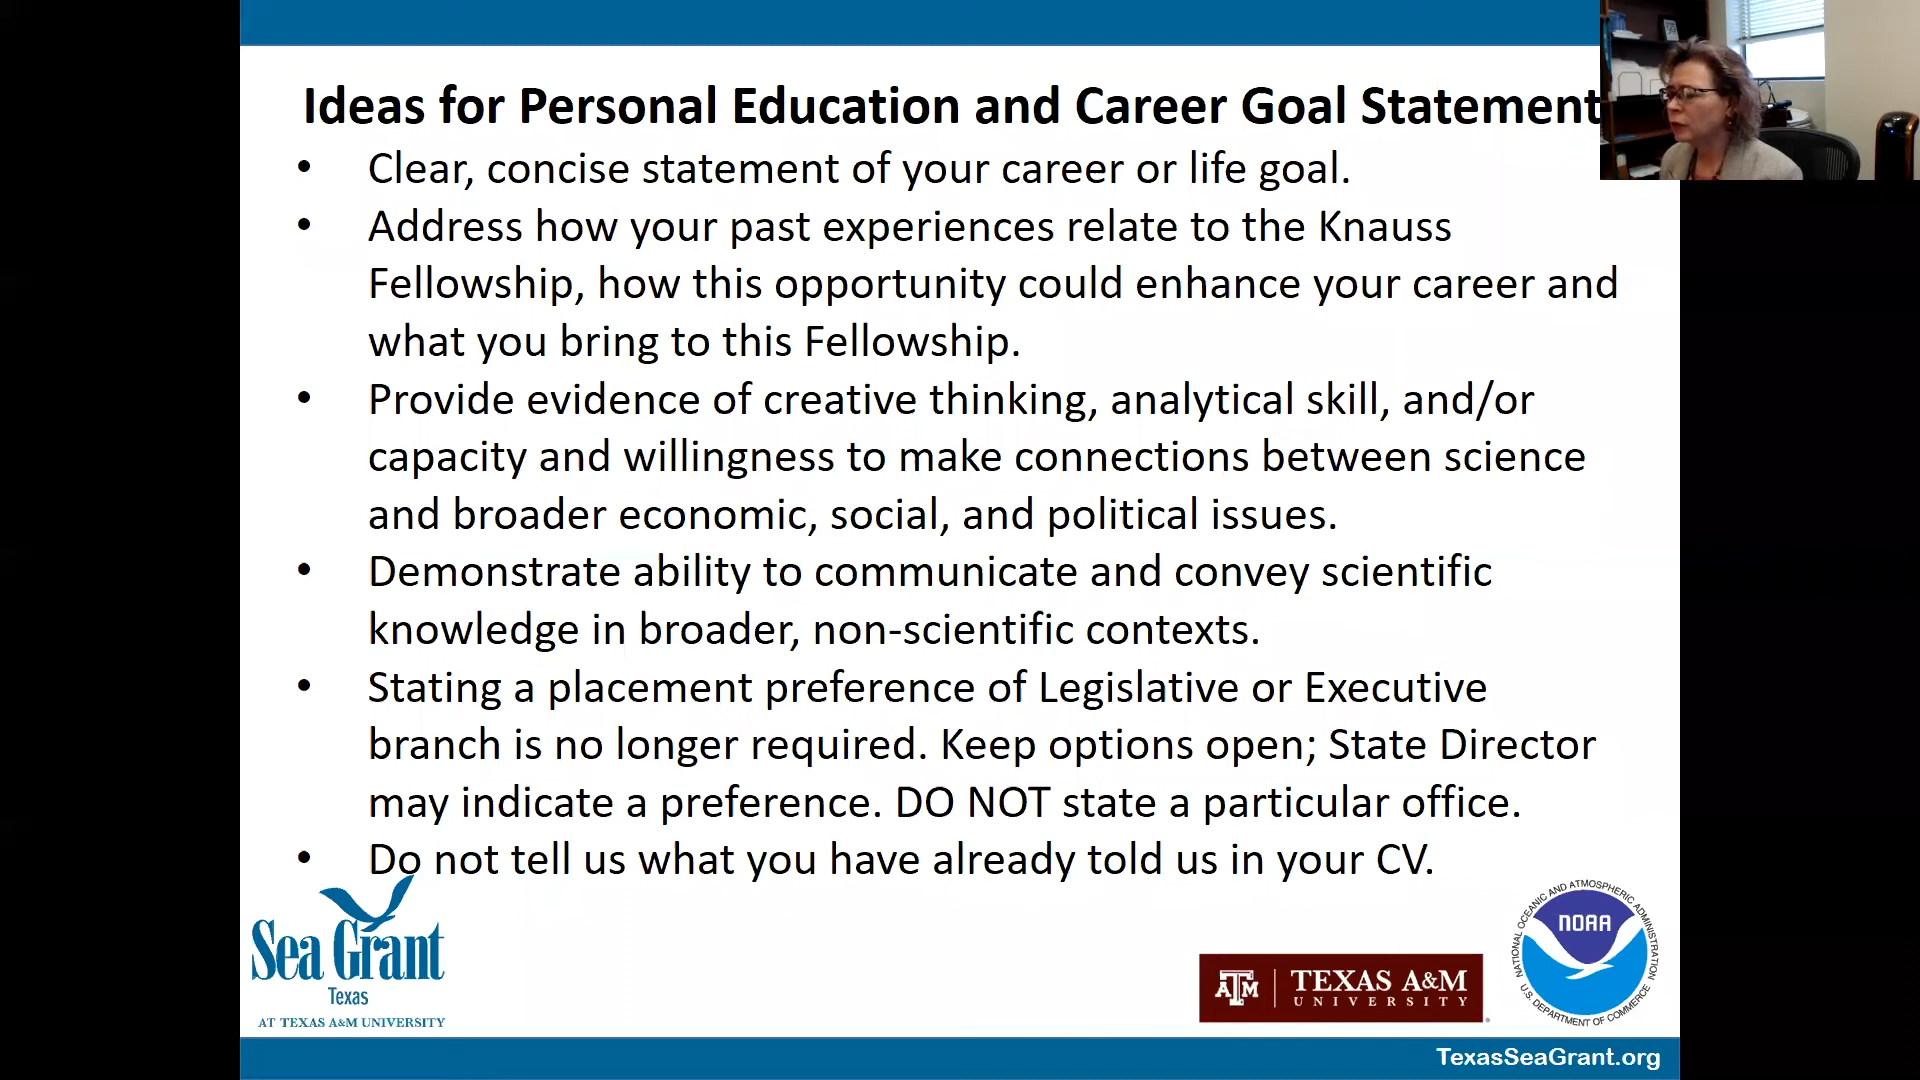 Ideas for Personal Education and Career Goal Statement
• Clear, concise statement of your career or life goal.
• Address how your past experiences relate to the Knauss
Fellowship, how this opportunity could enhance your career and
what you bring to this Fellowship.
• Provide evidence of creative thinking, analytical skill, and/or
capacity and willingness to make connections between science
and broader economic, social, and political issues.
• Demonstrate ability to communicate and convey scientific
knowledge in broader, non-scientific contexts.
• Stating a placement preference of Legislative or Executive
branch is no longer required. Keep options open; State Director
may indicate a preference. DO NOT state a particular office.
• Do not tell us what you have already told us in your CV.
Sea Grant
Texas
AT TEXAS A&M UNIVERSITY
ATM
TEXAS A&M
UNIVERSITY
NATIONAL OCEANIC AND ATMOSPHERIC ADMINISTRATION
NOAA
U.S. DEPARTMENT OF COMMERCE
TexasSeaGrant.org